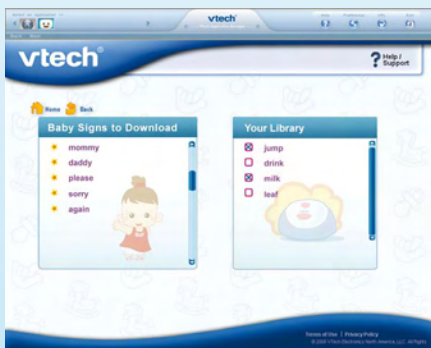 vtech
vtech
Help /
Support
Home
Back
Baby Signs to Download
mommy
daddy
please
sorry
again
Your Library
jump
drink
milk
leaf
Terms of Use | Privacy Policy